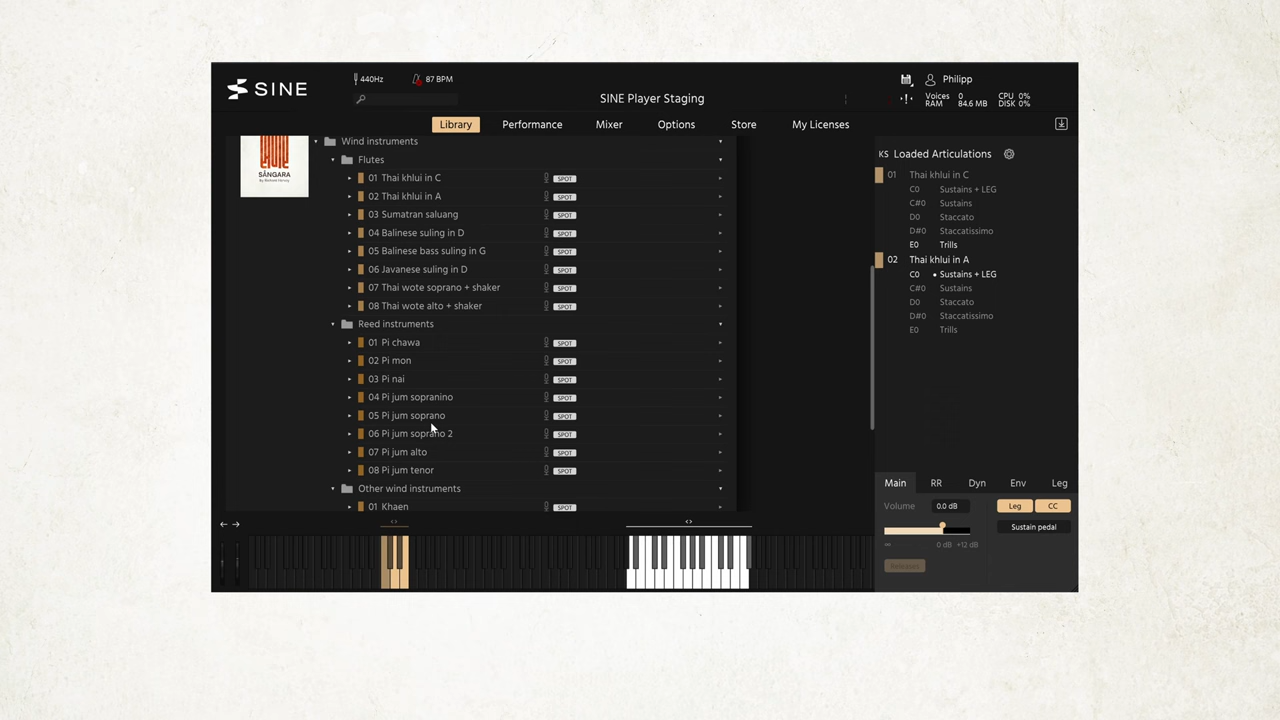 SINE
440Hz
87 BPM
SINE Player Staging
Philipp
Voices 0
RAM 84.6 MB
CPU 0%
DISK 0%
Library Performance Mixer Options Store My Licenses
SÂNGARA
Wind instruments
Flutes
01 Thai khlui in C SPOT
02 Thai khlui in A SPOT
03 Sumatran saluang SPOT
04 Balinese suling in D SPOT
05 Balinese bass suling in G SPOT
06 Javanese suling in D SPOT
07 Thai wote soprano + shaker SPOT
08 Thai wote alto + shaker SPOT
Reed instruments
01 Pi chawa SPOT
02 Pi mon SPOT
03 Pi nai SPOT
04 Pi jum sopranino SPOT
05 Pi jum soprano SPOT
06 Pi jum soprano 2 SPOT
07 Pi jum alto SPOT
08 Pi jum tenor SPOT
Other wind instruments
01 Khaen SPOT
KS Loaded Articulations
01 Thai khlui in C
C0 Sustains + LEG
C#0 Sustains
D0 Staccato
D#0 Staccatissimo
E0 Trills
02 Thai khlui in A
C0 • Sustains + LEG
C#0 Sustains
D0 Staccato
D#0 Staccatissimo
E0 Trills
Main RR Dyn Env Leg
Volume 0.0 dB Leg CC
Sustain pedal
-∞ 0 dB +12 dB
Releases